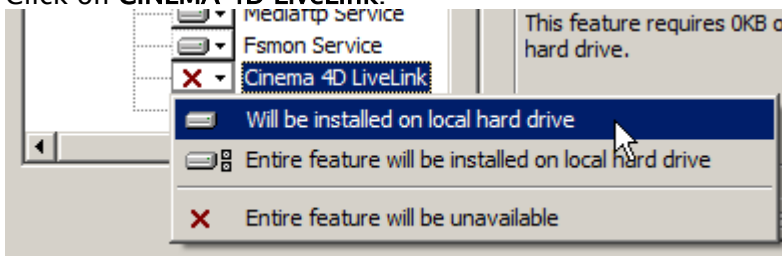 Click on CINEMA 4D LiveLink.
Mediaftp Service
Fsmon Service
Cinema 4D LiveLink
This feature requires 0KB o
hard drive.
Will be installed on local hard drive
Entire feature will be installed on local hard drive
Entire feature will be unavailable